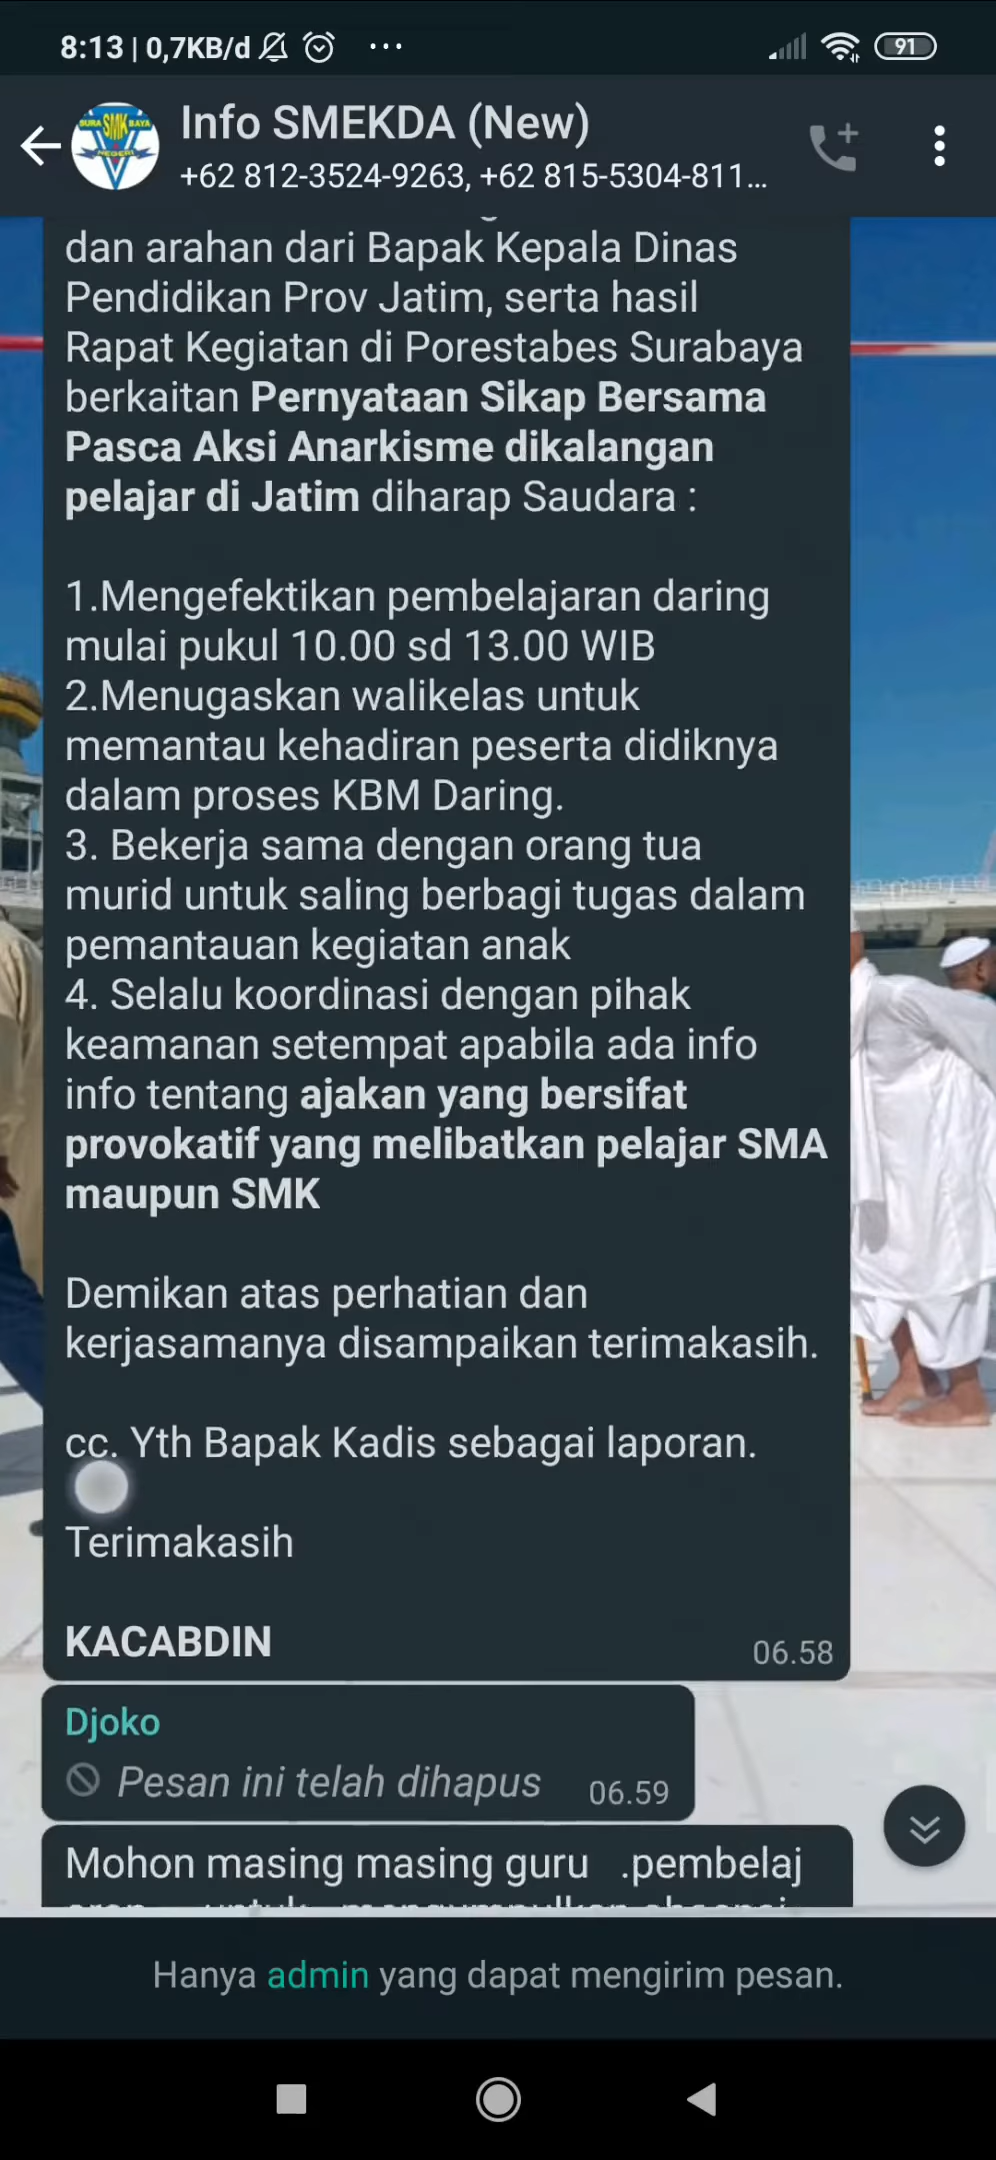 8:13 | 0,7KB/d
91
SURA SMK BAYA
NEGERI
Info SMEKDA (New)
+62 812-3524-9263, +62 815-5304-811...
dan arahan dari Bapak Kepala Dinas
Pendidikan Prov Jatim, serta hasil
Rapat Kegiatan di Porestabes Surabaya
berkaitan Pernyataan Sikap Bersama
Pasca Aksi Anarkisme dikalangan
pelajar di Jatim diharap Saudara :
1.Mengefektikan pembelajaran daring
mulai pukul 10.00 sd 13.00 WIB
2.Menugaskan walikelas untuk
memantau kehadiran peserta didiknya
dalam proses KBM Daring.
3. Bekerja sama dengan orang tua
murid untuk saling berbagi tugas dalam
pemantauan kegiatan anak
4. Selalu koordinasi dengan pihak
keamanan setempat apabila ada info
info tentang ajakan yang bersifat
provokatif yang melibatkan pelajar SMA
maupun SMK
Demikan atas perhatian dan
kerjasamanya disampaikan terimakasih.
cc. Yth Bapak Kadis sebagai laporan.
Terimakasih
KACABDIN
06.58
Djoko
Pesan ini telah dihapus 06.59
Mohon masing masing guru .pembelaj
Hanya admin yang dapat mengirim pesan.